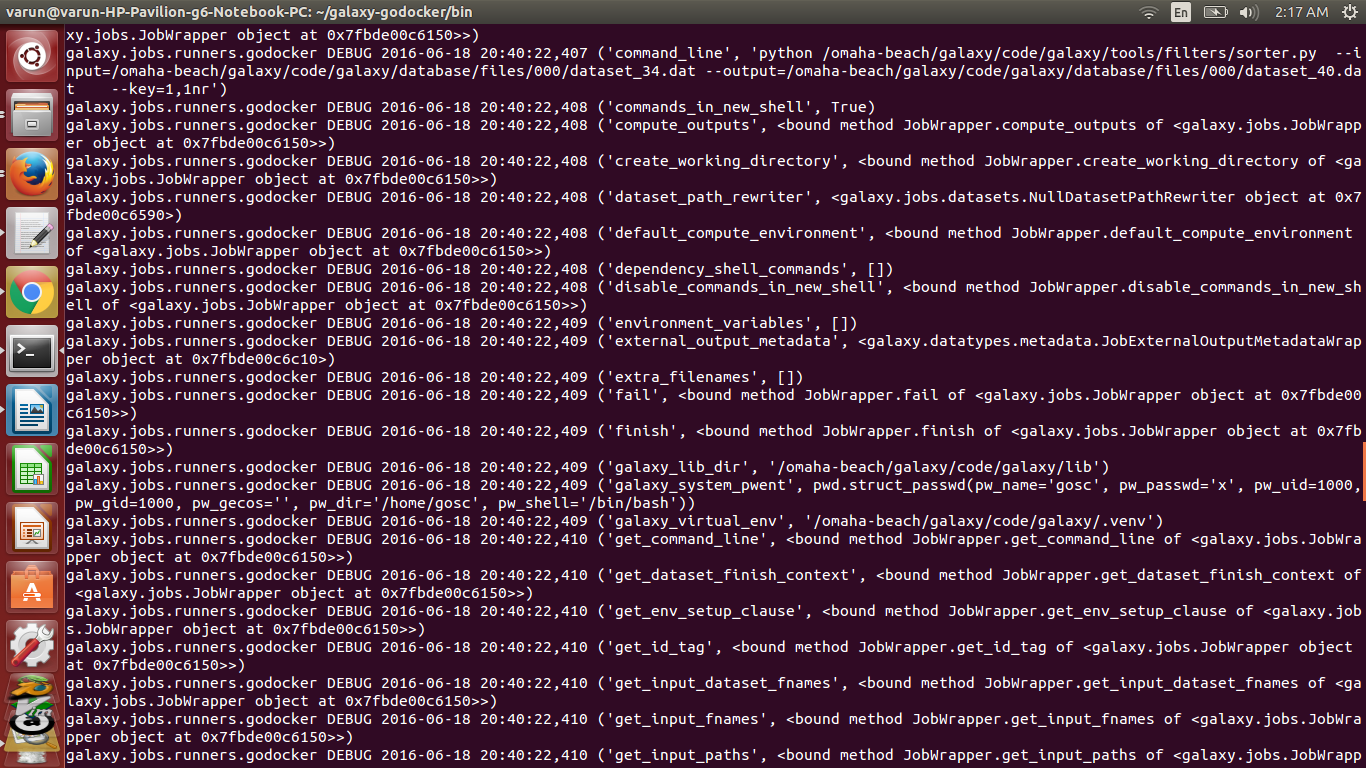 varun@varun-HP-Pavilion-g6-Notebook-PC: ~/galaxy-godocker/bin
En
2:17 AM
xy.jobs.JobWrapper object at 0x7fbde00c6150>>)
galaxy.jobs.runners.godocker DEBUG 2016-06-18 20:40:22,407 ('command_line', 'python /omaha-beach/galaxy/code/galaxy/tools/filters/sorter.py  --i
nput=/omaha-beach/galaxy/code/galaxy/database/files/000/dataset_34.dat --output=/omaha-beach/galaxy/code/galaxy/database/files/000/dataset_40.da
t    --key=1,1nr')
galaxy.jobs.runners.godocker DEBUG 2016-06-18 20:40:22,408 ('commands_in_new_shell', True)
galaxy.jobs.runners.godocker DEBUG 2016-06-18 20:40:22,408 ('compute_outputs', <bound method JobWrapper.compute_outputs of <galaxy.jobs.JobWrapp
er object at 0x7fbde00c6150>>)
galaxy.jobs.runners.godocker DEBUG 2016-06-18 20:40:22,408 ('create_working_directory', <bound method JobWrapper.create_working_directory of <ga
laxy.jobs.JobWrapper object at 0x7fbde00c6150>>)
galaxy.jobs.runners.godocker DEBUG 2016-06-18 20:40:22,408 ('dataset_path_rewriter', <galaxy.jobs.datasets.NullDatasetPathRewriter object at 0x7
fbde00c6590>)
galaxy.jobs.runners.godocker DEBUG 2016-06-18 20:40:22,408 ('default_compute_environment', <bound method JobWrapper.default_compute_environment
of <galaxy.jobs.JobWrapper object at 0x7fbde00c6150>>)
galaxy.jobs.runners.godocker DEBUG 2016-06-18 20:40:22,408 ('dependency_shell_commands', [])
galaxy.jobs.runners.godocker DEBUG 2016-06-18 20:40:22,408 ('disable_commands_in_new_shell', <bound method JobWrapper.disable_commands_in_new_sh
ell of <galaxy.jobs.JobWrapper object at 0x7fbde00c6150>>)
galaxy.jobs.runners.godocker DEBUG 2016-06-18 20:40:22,409 ('environment_variables', [])
galaxy.jobs.runners.godocker DEBUG 2016-06-18 20:40:22,409 ('external_output_metadata', <galaxy.datatypes.metadata.JobExternalOutputMetadataWrap
per object at 0x7fbde00c6c10>)
galaxy.jobs.runners.godocker DEBUG 2016-06-18 20:40:22,409 ('extra_filenames', [])
galaxy.jobs.runners.godocker DEBUG 2016-06-18 20:40:22,409 ('fail', <bound method JobWrapper.fail of <galaxy.jobs.JobWrapper object at 0x7fbde00
c6150>>)
galaxy.jobs.runners.godocker DEBUG 2016-06-18 20:40:22,409 ('finish', <bound method JobWrapper.finish of <galaxy.jobs.JobWrapper object at 0x7fb
de00c6150>>)
galaxy.jobs.runners.godocker DEBUG 2016-06-18 20:40:22,409 ('galaxy_lib_dir', '/omaha-beach/galaxy/code/galaxy/lib')
galaxy.jobs.runners.godocker DEBUG 2016-06-18 20:40:22,409 ('galaxy_system_pwent', pwd.struct_passwd(pw_name='gosc', pw_passwd='x', pw_uid=1000,
 pw_gid=1000, pw_gecos='', pw_dir='/home/gosc', pw_shell='/bin/bash'))
galaxy.jobs.runners.godocker DEBUG 2016-06-18 20:40:22,409 ('galaxy_virtual_env', '/omaha-beach/galaxy/code/galaxy/.venv')
galaxy.jobs.runners.godocker DEBUG 2016-06-18 20:40:22,410 ('get_command_line', <bound method JobWrapper.get_command_line of <galaxy.jobs.JobWra
pper object at 0x7fbde00c6150>>)
galaxy.jobs.runners.godocker DEBUG 2016-06-18 20:40:22,410 ('get_dataset_finish_context', <bound method JobWrapper.get_dataset_finish_context of
 <galaxy.jobs.JobWrapper object at 0x7fbde00c6150>>)
galaxy.jobs.runners.godocker DEBUG 2016-06-18 20:40:22,410 ('get_env_setup_clause', <bound method JobWrapper.get_env_setup_clause of <galaxy.job
s.JobWrapper object at 0x7fbde00c6150>>)
galaxy.jobs.runners.godocker DEBUG 2016-06-18 20:40:22,410 ('get_id_tag', <bound method JobWrapper.get_id_tag of <galaxy.jobs.JobWrapper object
at 0x7fbde00c6150>>)
galaxy.jobs.runners.godocker DEBUG 2016-06-18 20:40:22,410 ('get_input_dataset_fnames', <bound method JobWrapper.get_input_dataset_fnames of <ga
laxy.jobs.JobWrapper object at 0x7fbde00c6150>>)
galaxy.jobs.runners.godocker DEBUG 2016-06-18 20:40:22,410 ('get_input_fnames', <bound method JobWrapper.get_input_fnames of <galaxy.jobs.JobWra
pper object at 0x7fbde00c6150>>)
galaxy.jobs.runners.godocker DEBUG 2016-06-18 20:40:22,410 ('get_input_paths', <bound method JobWrapper.get_input_paths of <galaxy.jobs.JobWrapp